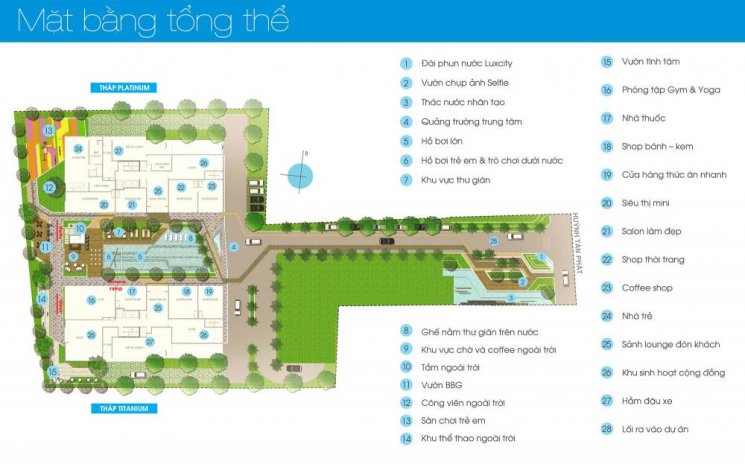 Mặt bằng tổng thể
THÁP PLATINUM
1 Đài phun nước Luxcity
2 Vườn chụp ảnh Selfie
3 Thác nước nhân tạo
4 Quảng trường trung tâm
5 Hồ bơi lớn
6 Hồ bơi trẻ em & trò chơi dưới nước
7 Khu vực thư giãn
HUỲNH TẤN PHÁT
ramp
8 Ghế nằm thư giãn trên nước
9 Khu vực chờ và coffee ngoài trời
10 Tắm ngoài trời
11 Vườn BBG
12 Công viên ngoài trời
13 Sân chơi trẻ em
14 Khu thể thao ngoài trời
THÁP TITANIUM
15 Vườn tĩnh tâm
16 Phòng tập Gym & Yoga
17 Nhà thuốc
18 Shop bánh – kem
19 Cửa hàng thức ăn nhanh
20 Siêu thị mini
21 Salon làm đẹp
22 Shop thời trang
23 Coffee shop
24 Nhà trẻ
25 Sảnh lounge đón khách
26 Khu sinh hoạt cộng đồng
27 Hầm đậu xe
28 Lối ra vào dự án